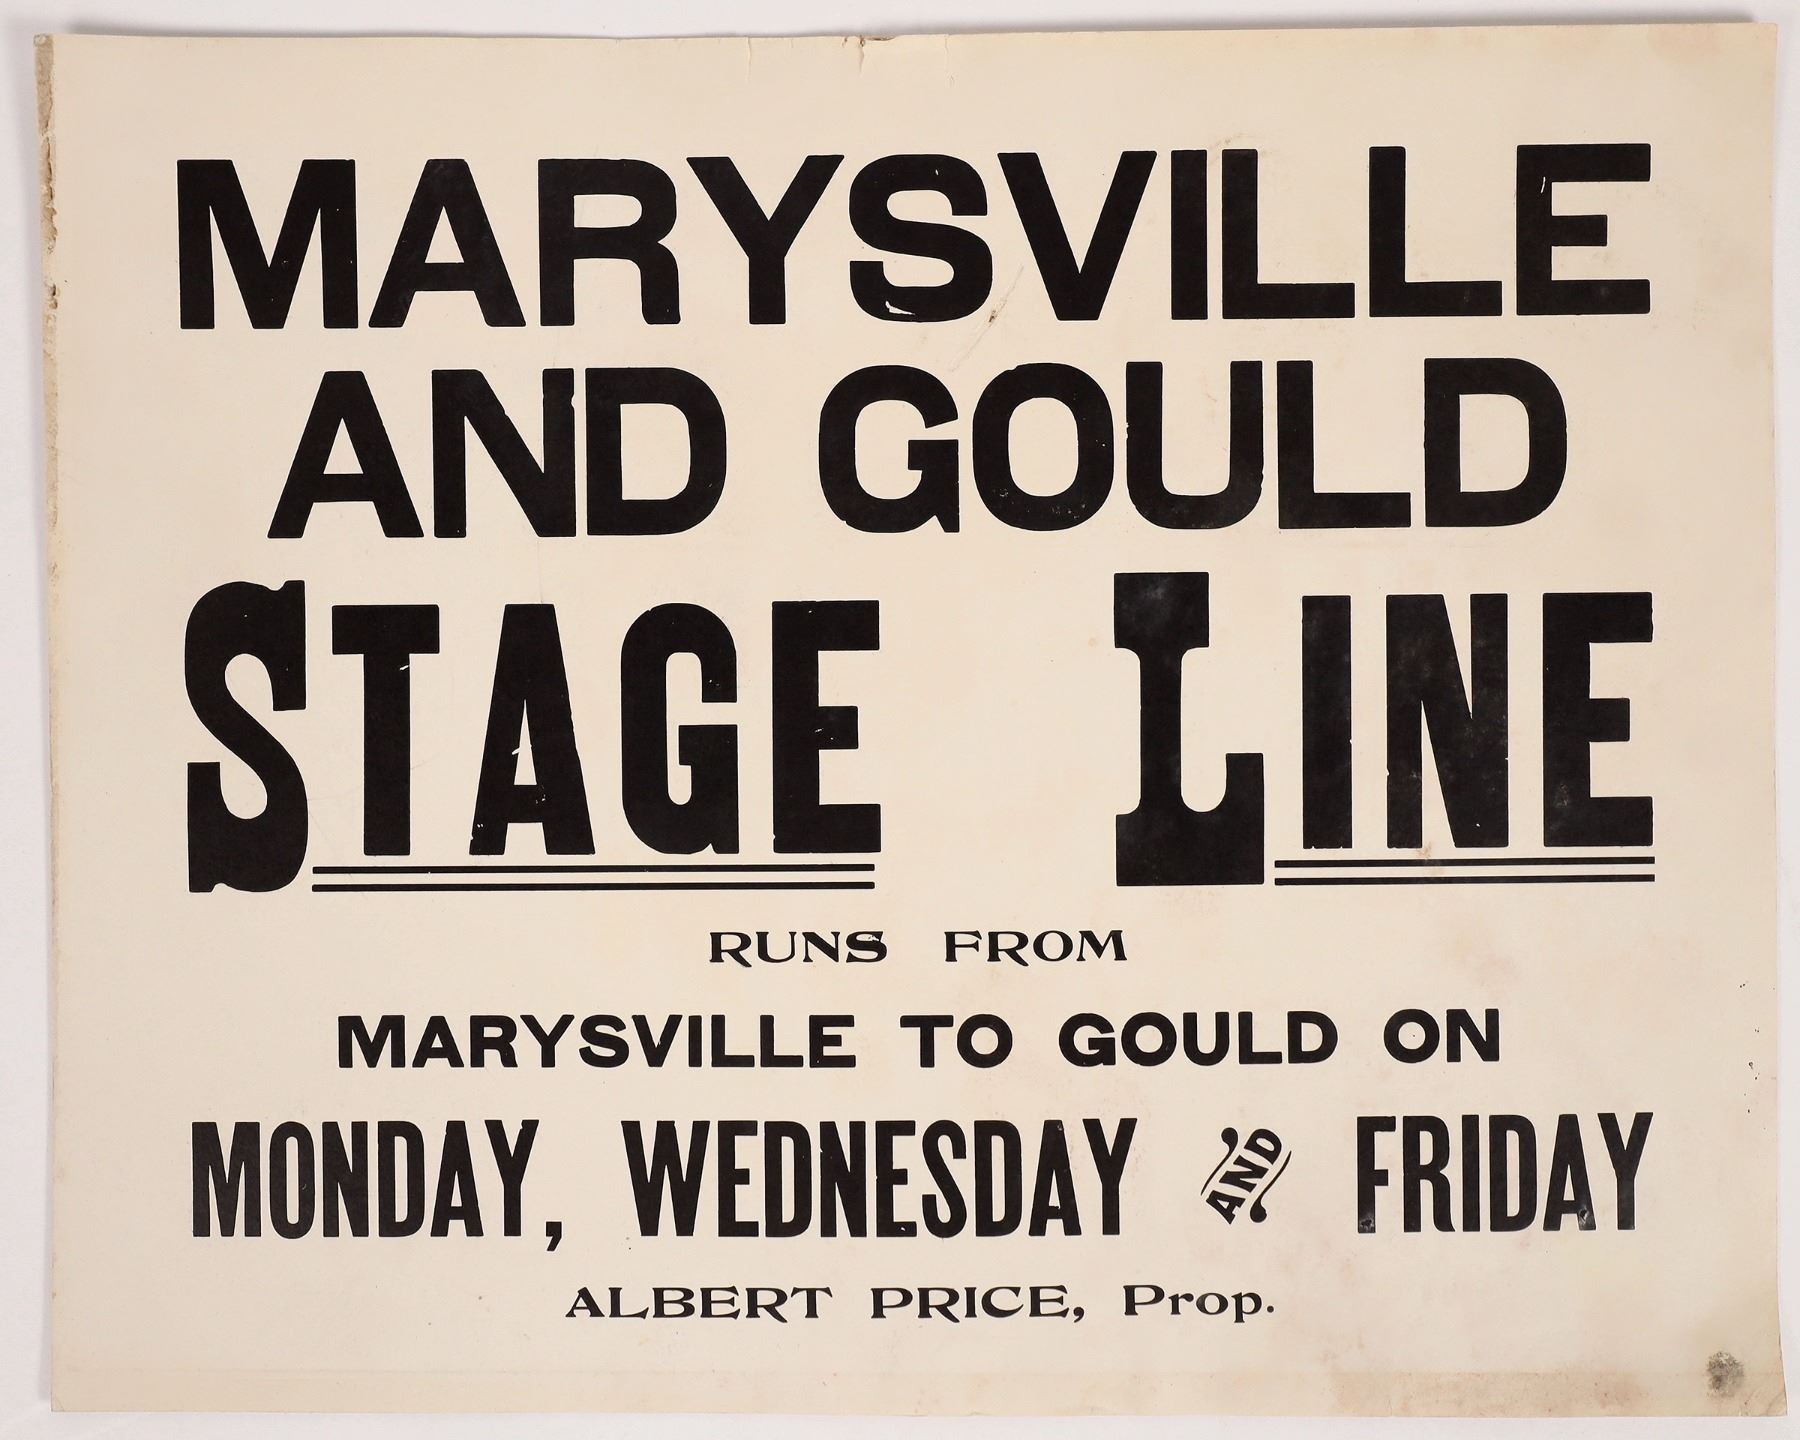 MARYSVILLE
AND GOULD
STAGE LINE
RUNS FROM
MARYSVILLE TO GOULD ON
MONDAY, WEDNESDAY AND FRIDAY
ALBERT PRICE, Prop.